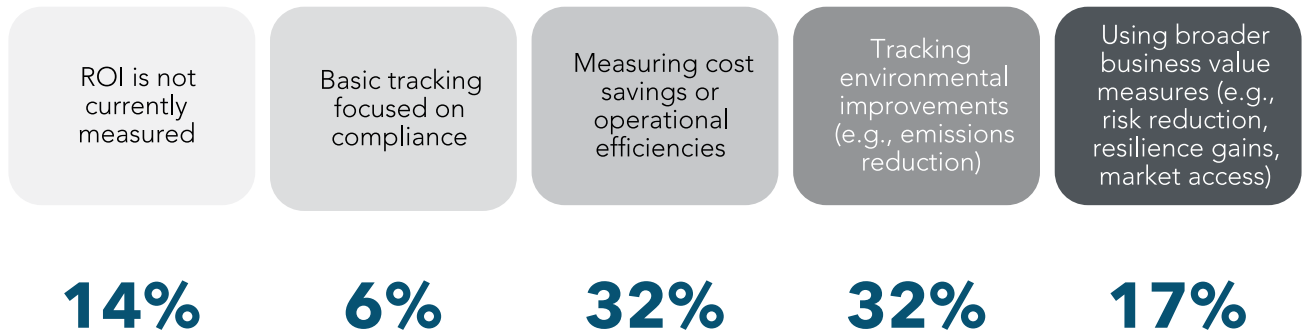 ROI is not
currently
measured
Basic tracking
focused on
compliance
Measuring cost
savings or
operational
efficiencies
Tracking
environmental
improvements
(e.g., emissions
reduction)
Using broader
business value
measures (e.g.,
risk reduction,
resilience gains,
market access)
14%
6%
32%
32%
17%